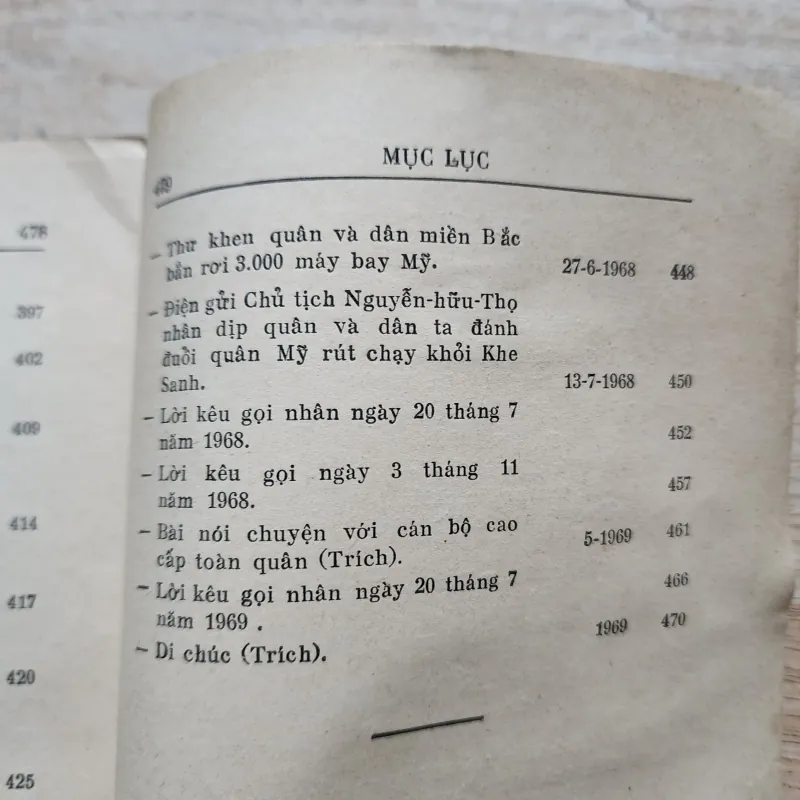 478
397
402
409
414
417
420
425
MỤC LỤC
– Thư khen quân và dân miền Bắc
bắn rơi 3.000 máy bay Mỹ. 27-6-1968 448
– Điện gửi Chủ tịch Nguyễn-hữu-Thọ
nhân dịp quân và dân ta đánh
đuổi quân Mỹ rút chạy khỏi Khe
Sanh. 13-7-1968 450
– Lời kêu gọi nhân ngày 20 tháng 7
năm 1968. 452
– Lời kêu gọi ngày 3 tháng 11
năm 1968. 457
– Bài nói chuyện với cán bộ cao
cấp toàn quân (Trích). 5-1969 461
– Lời kêu gọi nhân ngày 20 tháng 7
năm 1969 . 466
– Di chúc (Trích). 1969 470